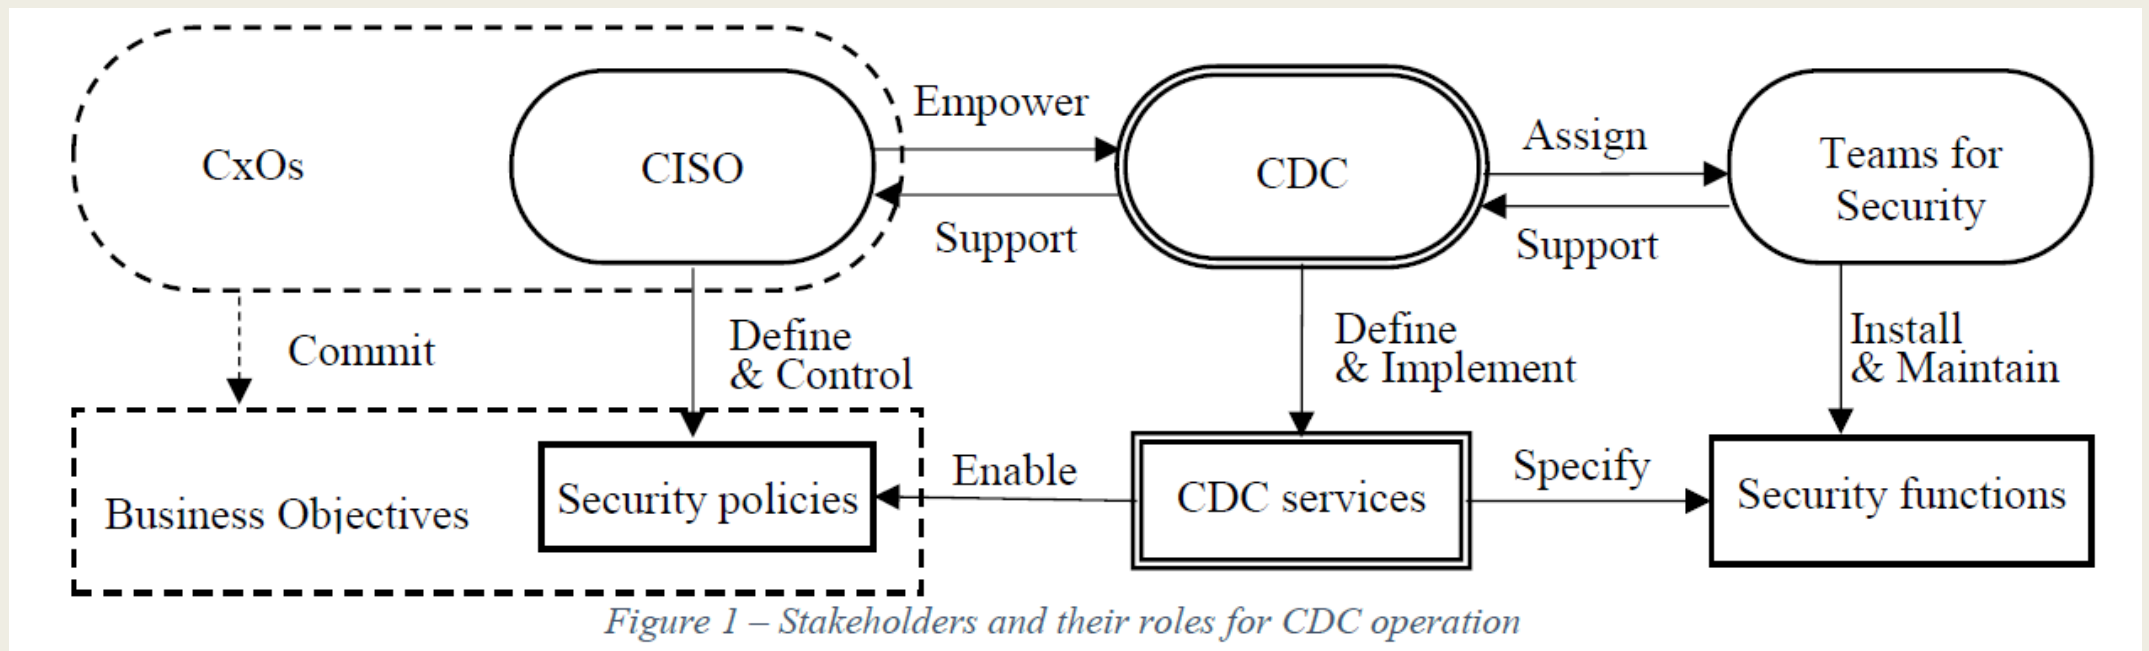 CxOs
CISO
Empower
Support
CDC
Assign
Support
Teams for
Security
Commit
Define
& Control
Define
& Implement
Install
& Maintain
Business Objectives
Security policies
Enable
CDC services
Specify
Security functions
Figure 1 – Stakeholders and their roles for CDC operation